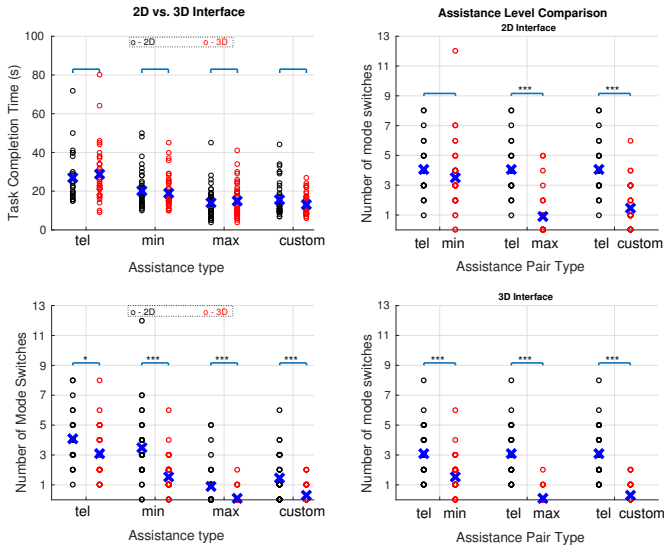 2D vs. 3D Interface
o - 2D o - 3D
Task Completion Time (s)
100
80
60
40
20
0
tel min max custom
Assistance type
Assistance Level Comparison
2D Interface
*** ***
Number of mode switches
13
11
9
7
5
3
1
tel min tel max tel custom
Assistance Pair Type
o - 2D o - 3D
* *** *** ***
Number of Mode Switches
13
11
9
7
5
3
1
tel min max custom
Assistance type
3D Interface
*** *** ***
Number of mode switches
13
11
9
7
5
3
1
tel min tel max tel custom
Assistance Pair Type